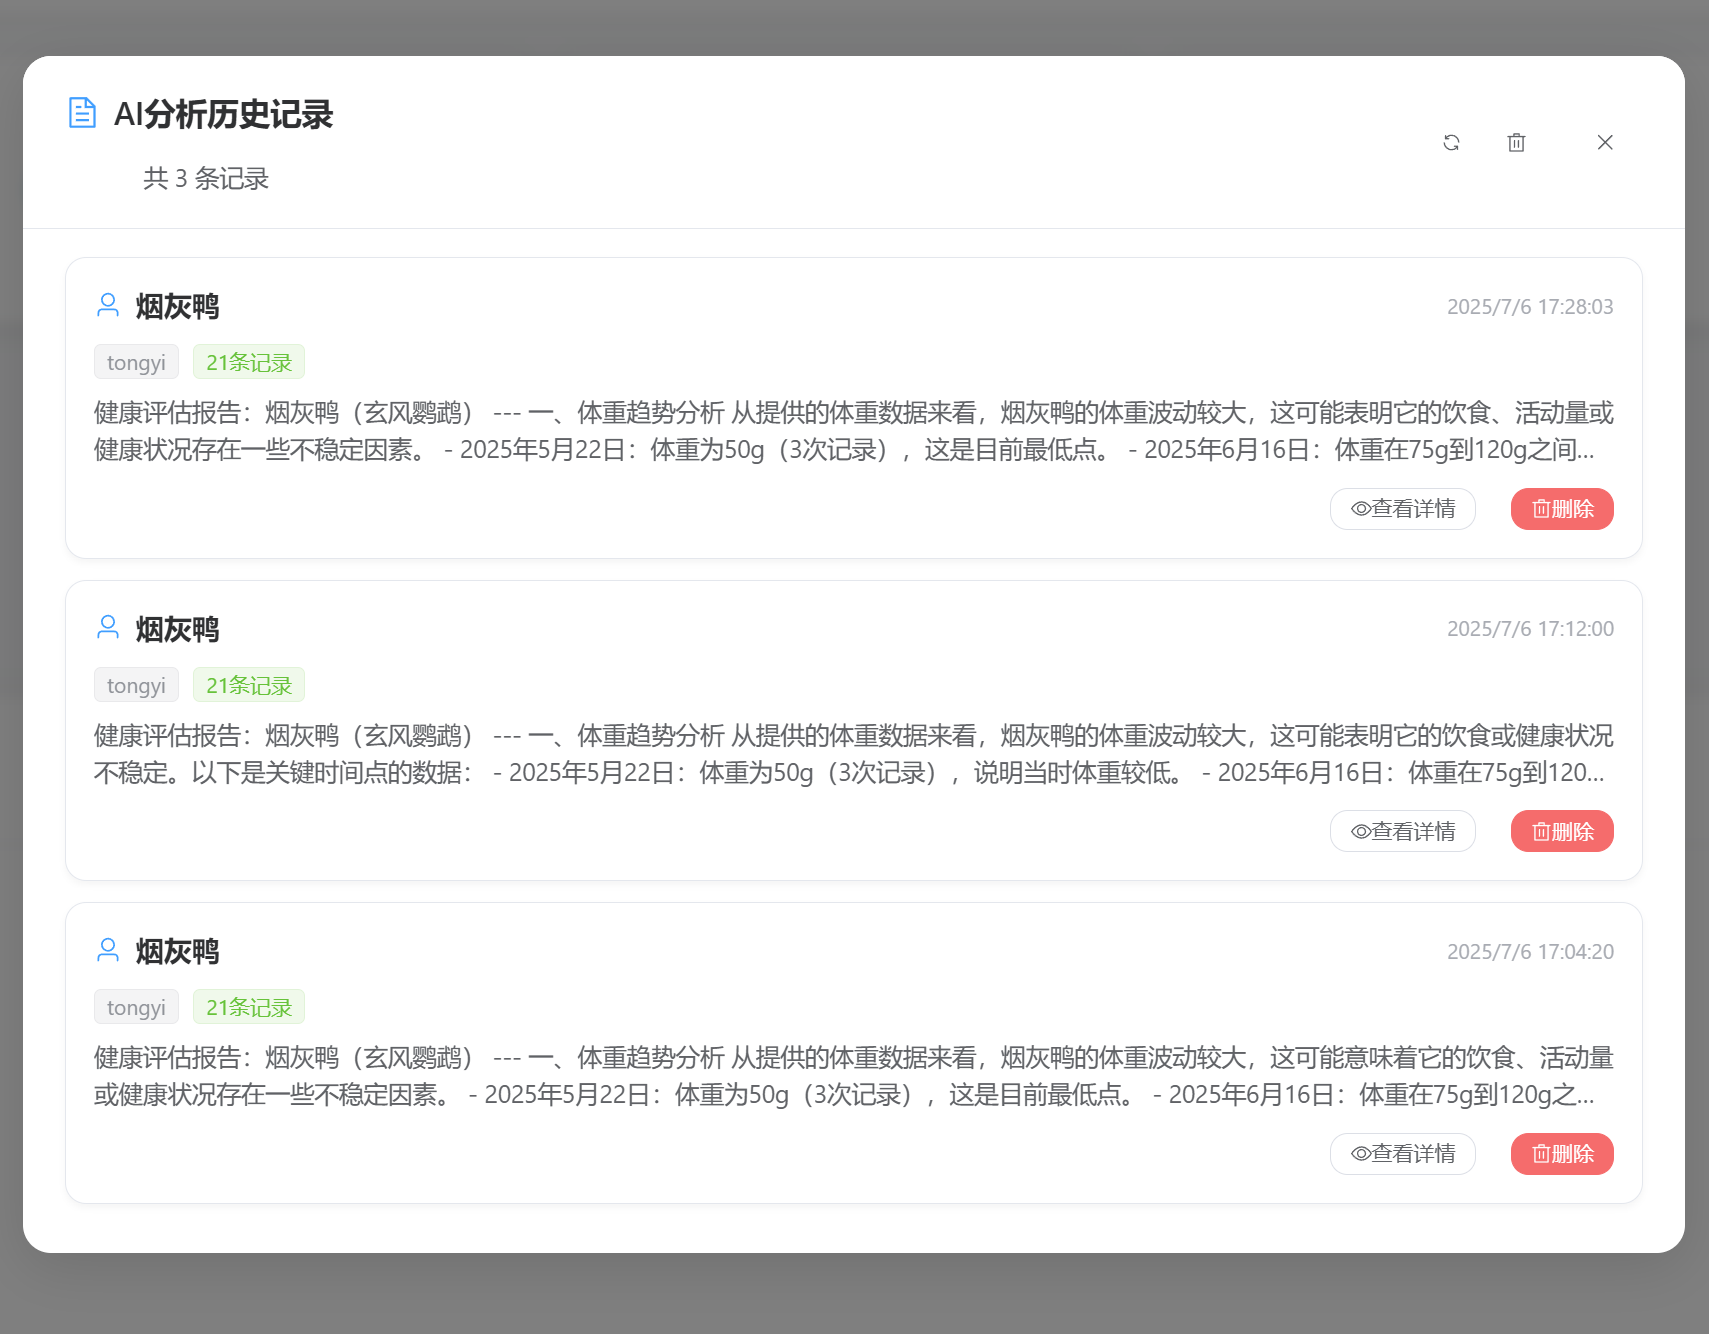 AI分析历史记录
共 3 条记录
烟灰鸭
2025/7/6 17:28:03
tongyi 21条记录
健康评估报告：烟灰鸭（玄风鹦鹉） --- 一、体重趋势分析 从提供的体重数据来看，烟灰鸭的体重波动较大，这可能表明它的饮食、活动量或
健康状况存在一些不稳定因素。 - 2025年5月22日：体重为50g（3次记录），这是目前最低点。 - 2025年6月16日：体重在75g到120g之间...
查看详情 删除
烟灰鸭
2025/7/6 17:12:00
tongyi 21条记录
健康评估报告：烟灰鸭（玄风鹦鹉） --- 一、体重趋势分析 从提供的体重数据来看，烟灰鸭的体重波动较大，这可能表明它的饮食或健康状况
不稳定。以下是关键时间点的数据： - 2025年5月22日：体重为50g（3次记录），说明当时体重较低。 - 2025年6月16日：体重在75g到120...
查看详情 删除
烟灰鸭
2025/7/6 17:04:20
tongyi 21条记录
健康评估报告：烟灰鸭（玄风鹦鹉） --- 一、体重趋势分析 从提供的体重数据来看，烟灰鸭的体重波动较大，这可能意味着它的饮食、活动量
或健康状况存在一些不稳定因素。 - 2025年5月22日：体重为50g（3次记录），这是目前最低点。 - 2025年6月16日：体重在75g到120g之...
查看详情 删除